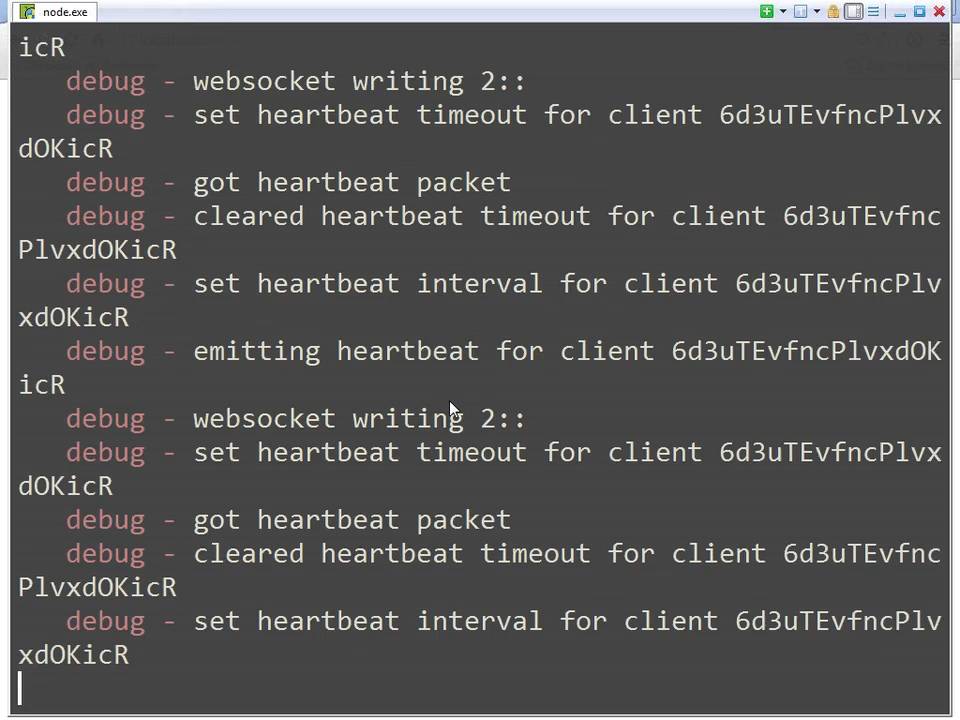 node.exe
icR
debug - websocket writing 2::
debug - set heartbeat timeout for client 6d3uTEvfncPlvx
dOKicR
debug - got heartbeat packet
debug - cleared heartbeat timeout for client 6d3uTEvfnc
PlvxdOKicR
debug - set heartbeat interval for client 6d3uTEvfncPlv
xdOKicR
debug - emitting heartbeat for client 6d3uTEvfncPlvxdOK
icR
debug - websocket writing 2::
debug - set heartbeat timeout for client 6d3uTEvfncPlvx
dOKicR
debug - got heartbeat packet
debug - cleared heartbeat timeout for client 6d3uTEvfnc
PlvxdOKicR
debug - set heartbeat interval for client 6d3uTEvfncPlv
xdOKicR